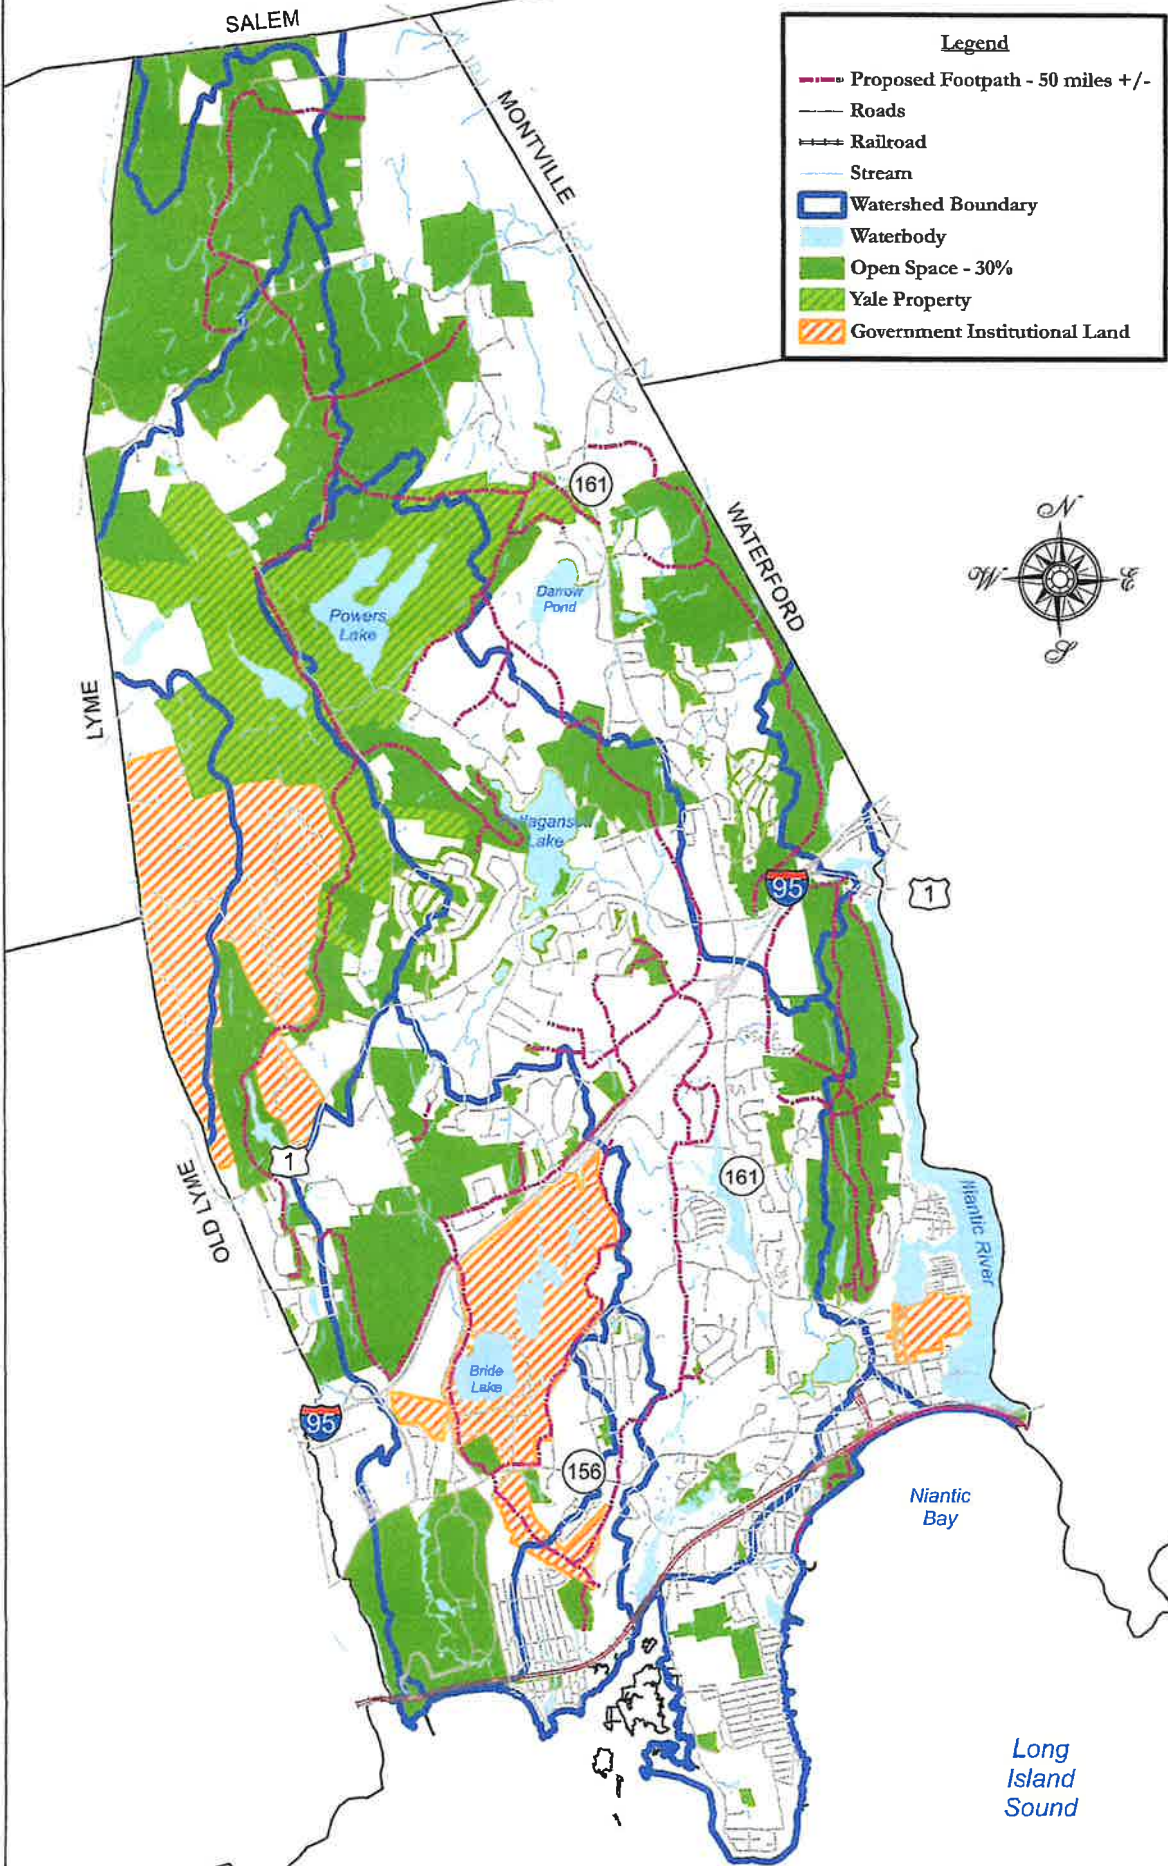 SALEM
MONTVILLE
Legend
Proposed Footpath - 50 miles +/-
Roads
Railroad
Stream
Watershed Boundary
Waterbody
Open Space - 30%
Yale Property
Government Institutional Land
161
WATERFORD
N
W
E
S
Darrow
Pond
Powers
Lake
LYME
Lake
95
1
1
161
OLD LYME
Niantic River
Bride
Lake
95
156
Niantic
Bay
Long
Island
Sound